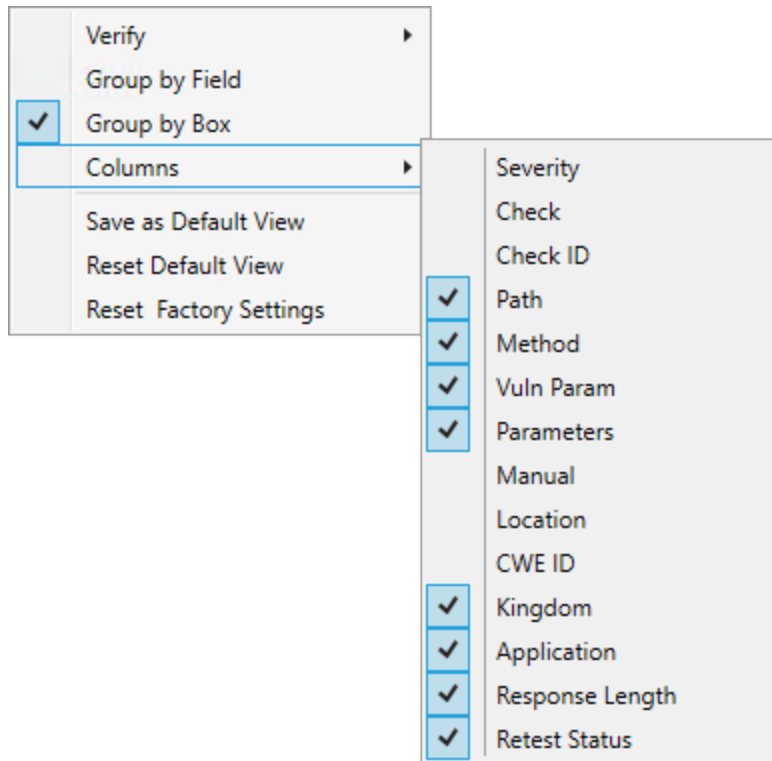 Verify
Group by Field
Group by Box
Columns
Save as Default View
Reset Default View
Reset  Factory Settings
Severity
Check
Check ID
Path
Method
Vuln Param
Parameters
Manual
Location
CWE ID
Kingdom
Application
Response Length
Retest Status